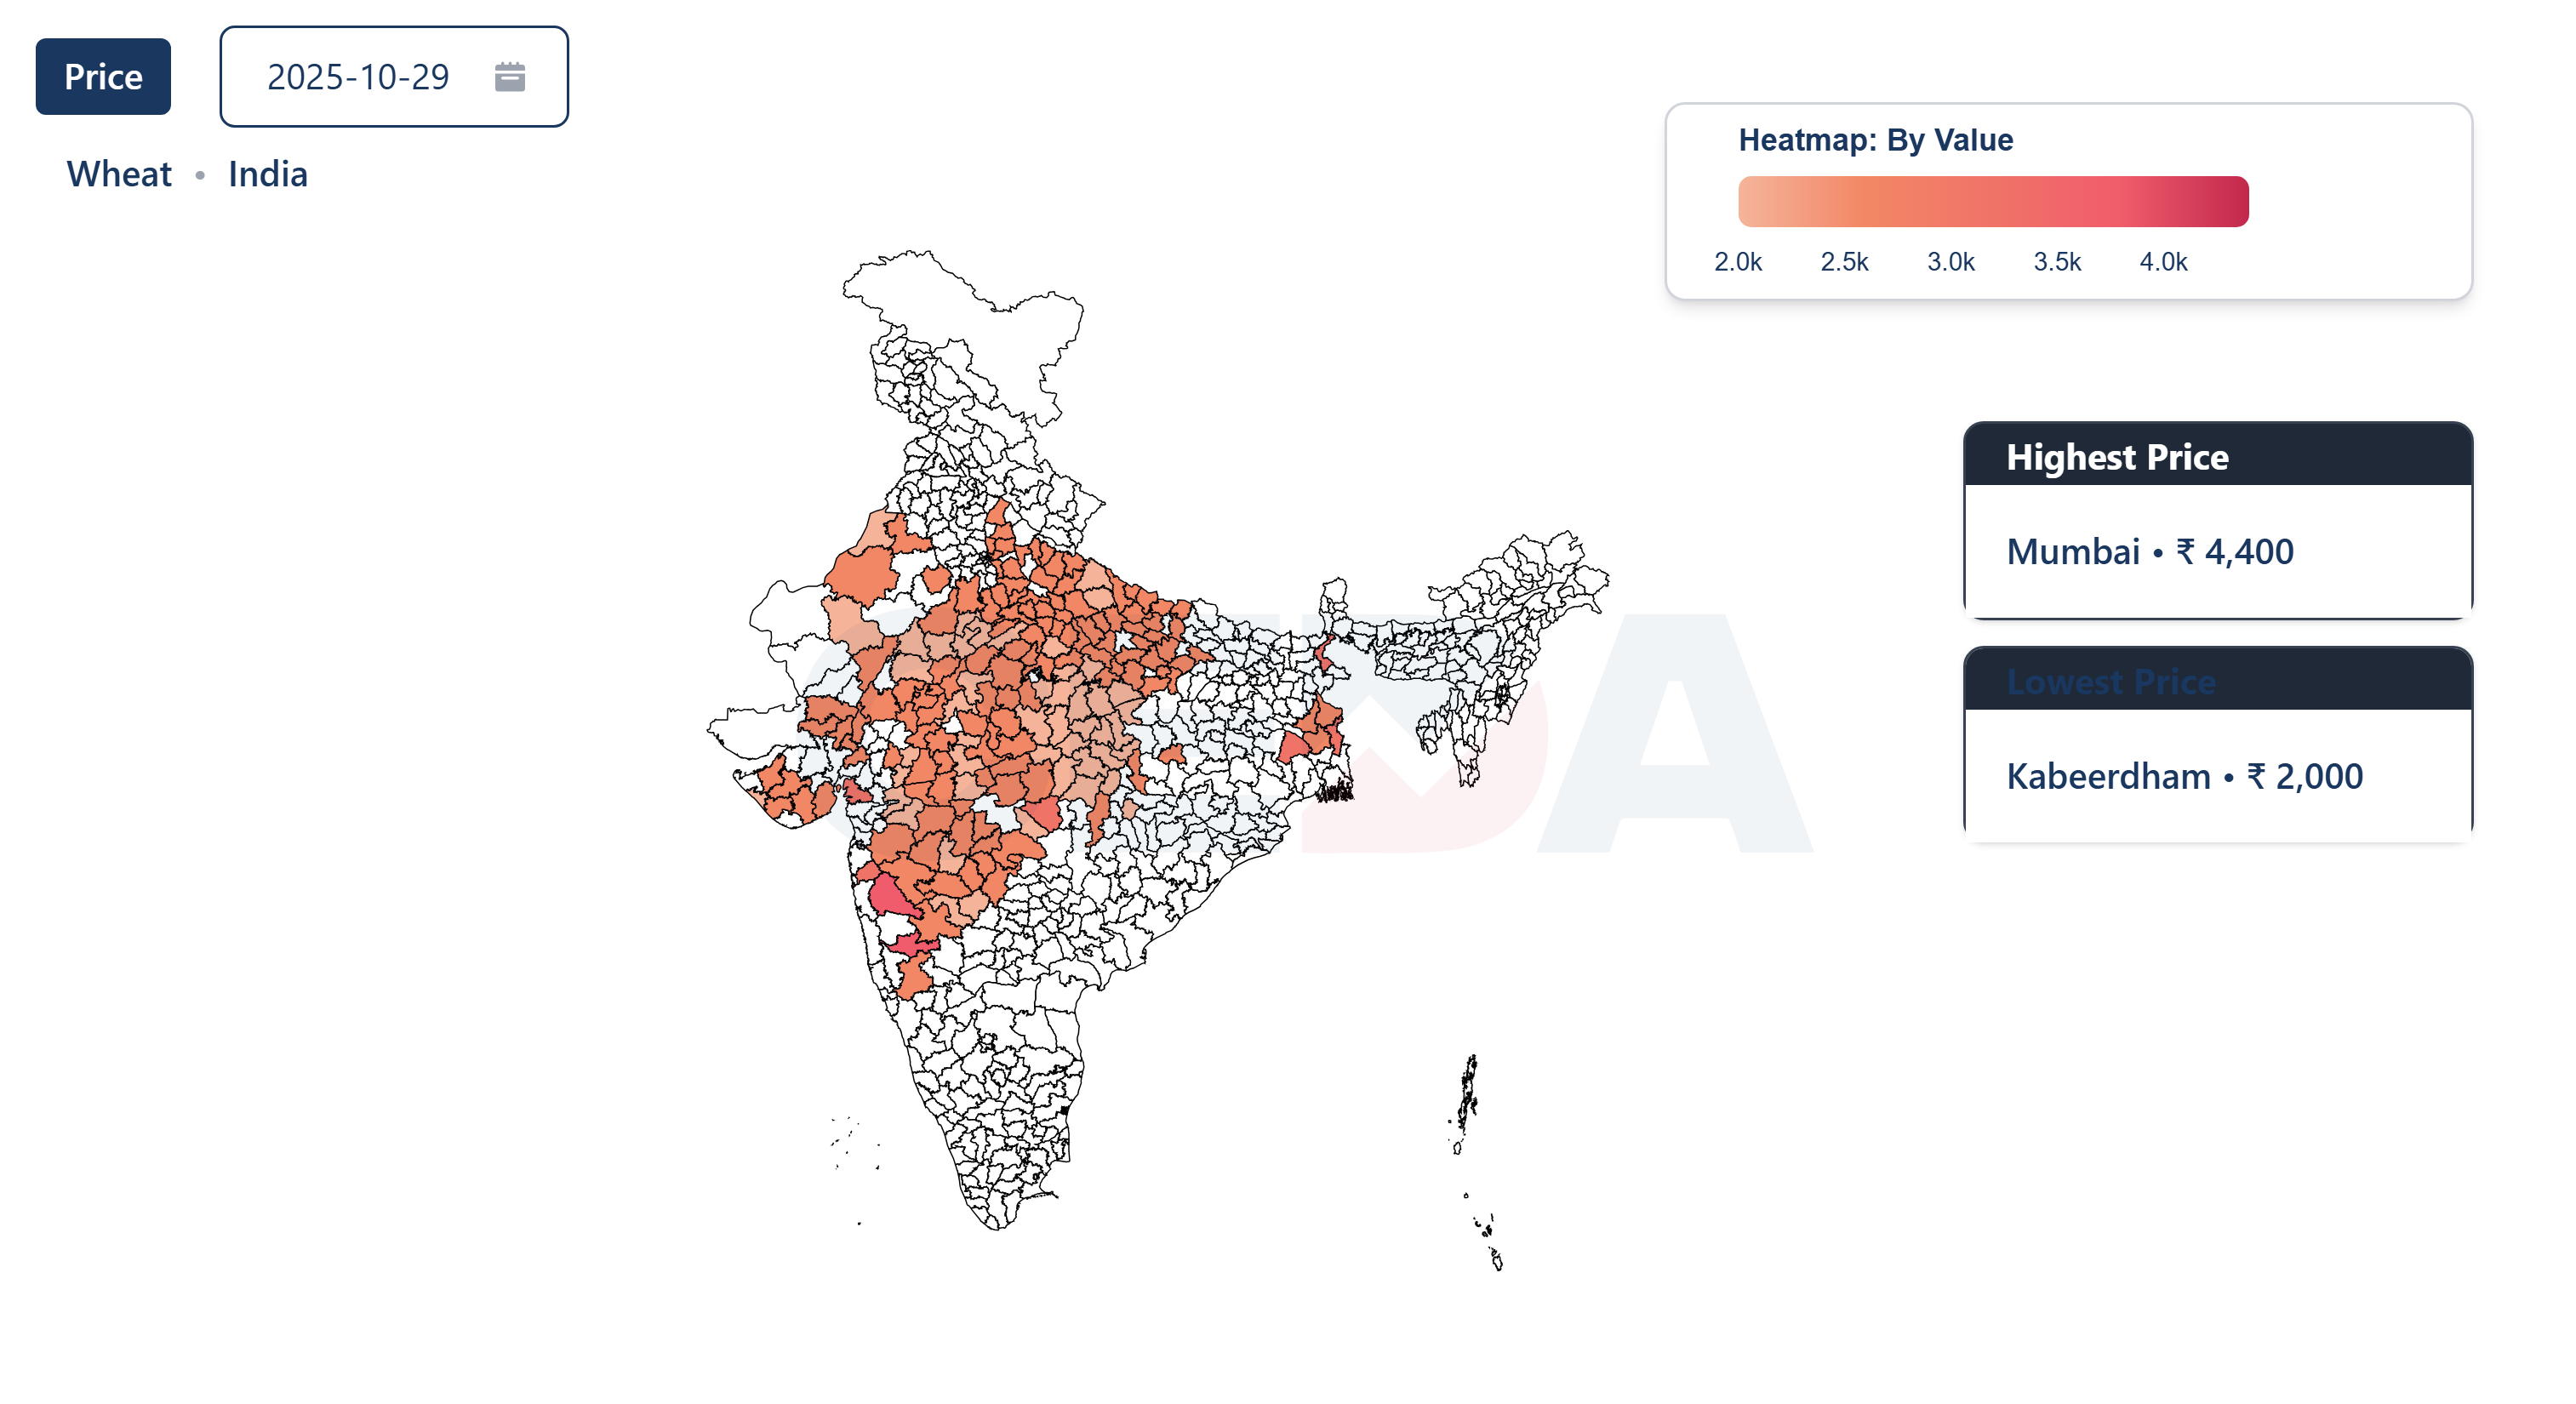 Price
2025-10-29
Wheat • India
Heatmap: By Value
2.0k 2.5k 3.0k 3.5k 4.0k
Highest Price
Mumbai • ₹ 4,400
Lowest Price
Kabeerdham • ₹ 2,000